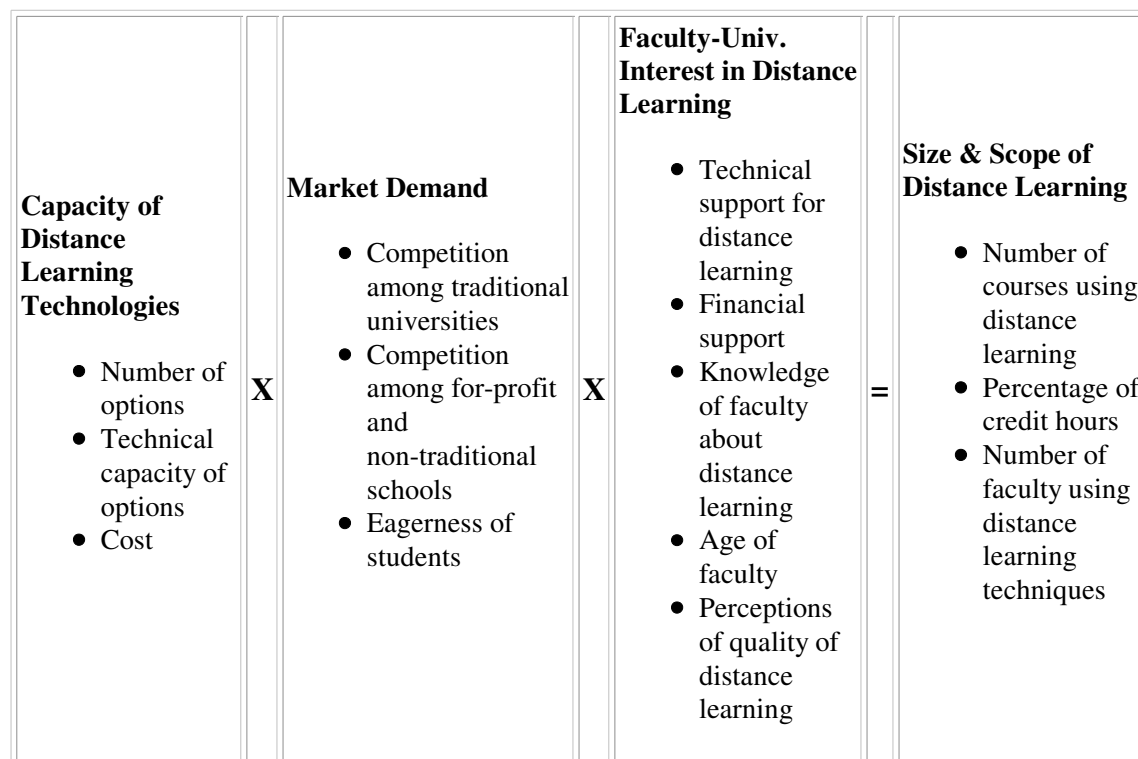 Capacity of
Distance
Learning
Technologies
● Number of
options
● Technical
capacity of
options
● Cost
X
Market Demand
● Competition
among traditional
universities
● Competition
among for-profit
and
non-traditional
schools
● Eagerness of
students
X
Faculty-Univ.
Interest in Distance
Learning
● Technical
support for
distance
learning
● Financial
support
● Knowledge
of faculty
about
distance
learning
● Age of
faculty
● Perceptions
of quality of
distance
learning
=
Size & Scope of
Distance Learning
● Number of
courses using
distance
learning
● Percentage of
credit hours
● Number of
faculty using
distance
learning
techniques